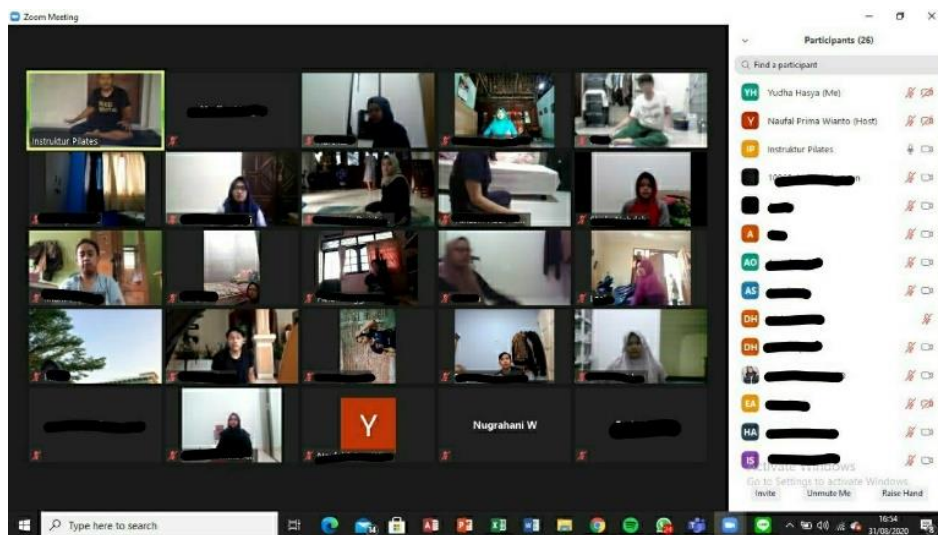 Zoom Meeting
Participants (26)
Find a participant
YH Yudha Hasya (Me)
Y Naufal Prima Wianto (Host)
IP Instruktur Pilates
A
AO
AS
DH
DH
EA
HA
IS
Instruktur Pilates
Y
Nugrahani W
Activate Windows
Go to Settings to activate Windows.
Invite Unmute Me Raise Hand
Type here to search
16:54
31/08/2020